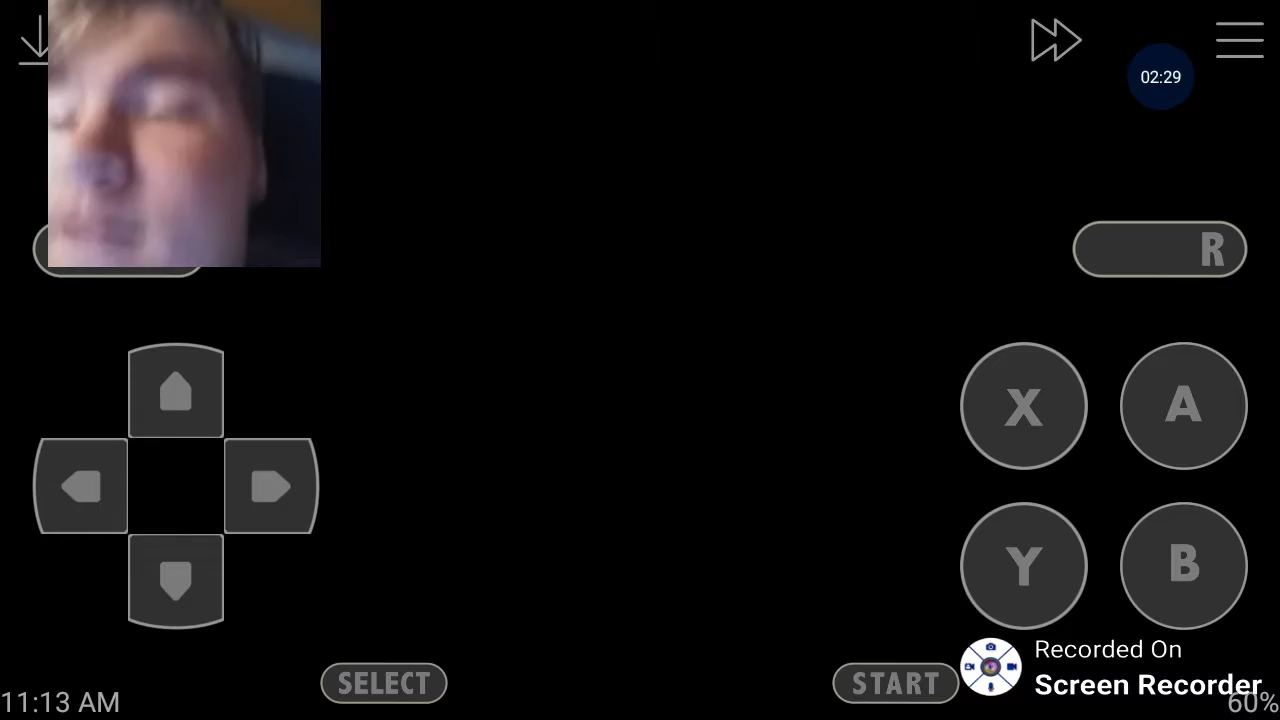 02:29
R
X
A
Y
B
SELECT
START
Recorded On
Screen Recorder
11:13 AM
60%